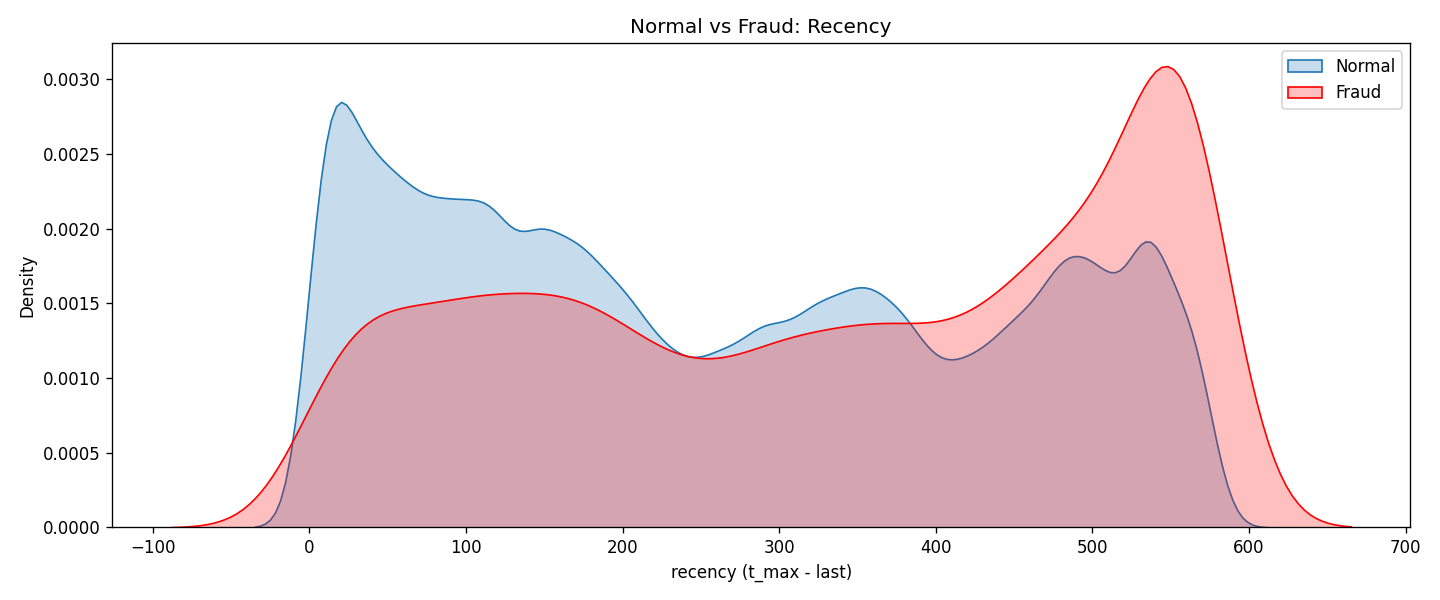 Normal vs Fraud: Recency
Normal
Fraud
Density
0.0030
0.0025
0.0020
0.0015
0.0010
0.0005
0.0000
−100 0 100 200 300 400 500 600 700
recency (t_max - last)